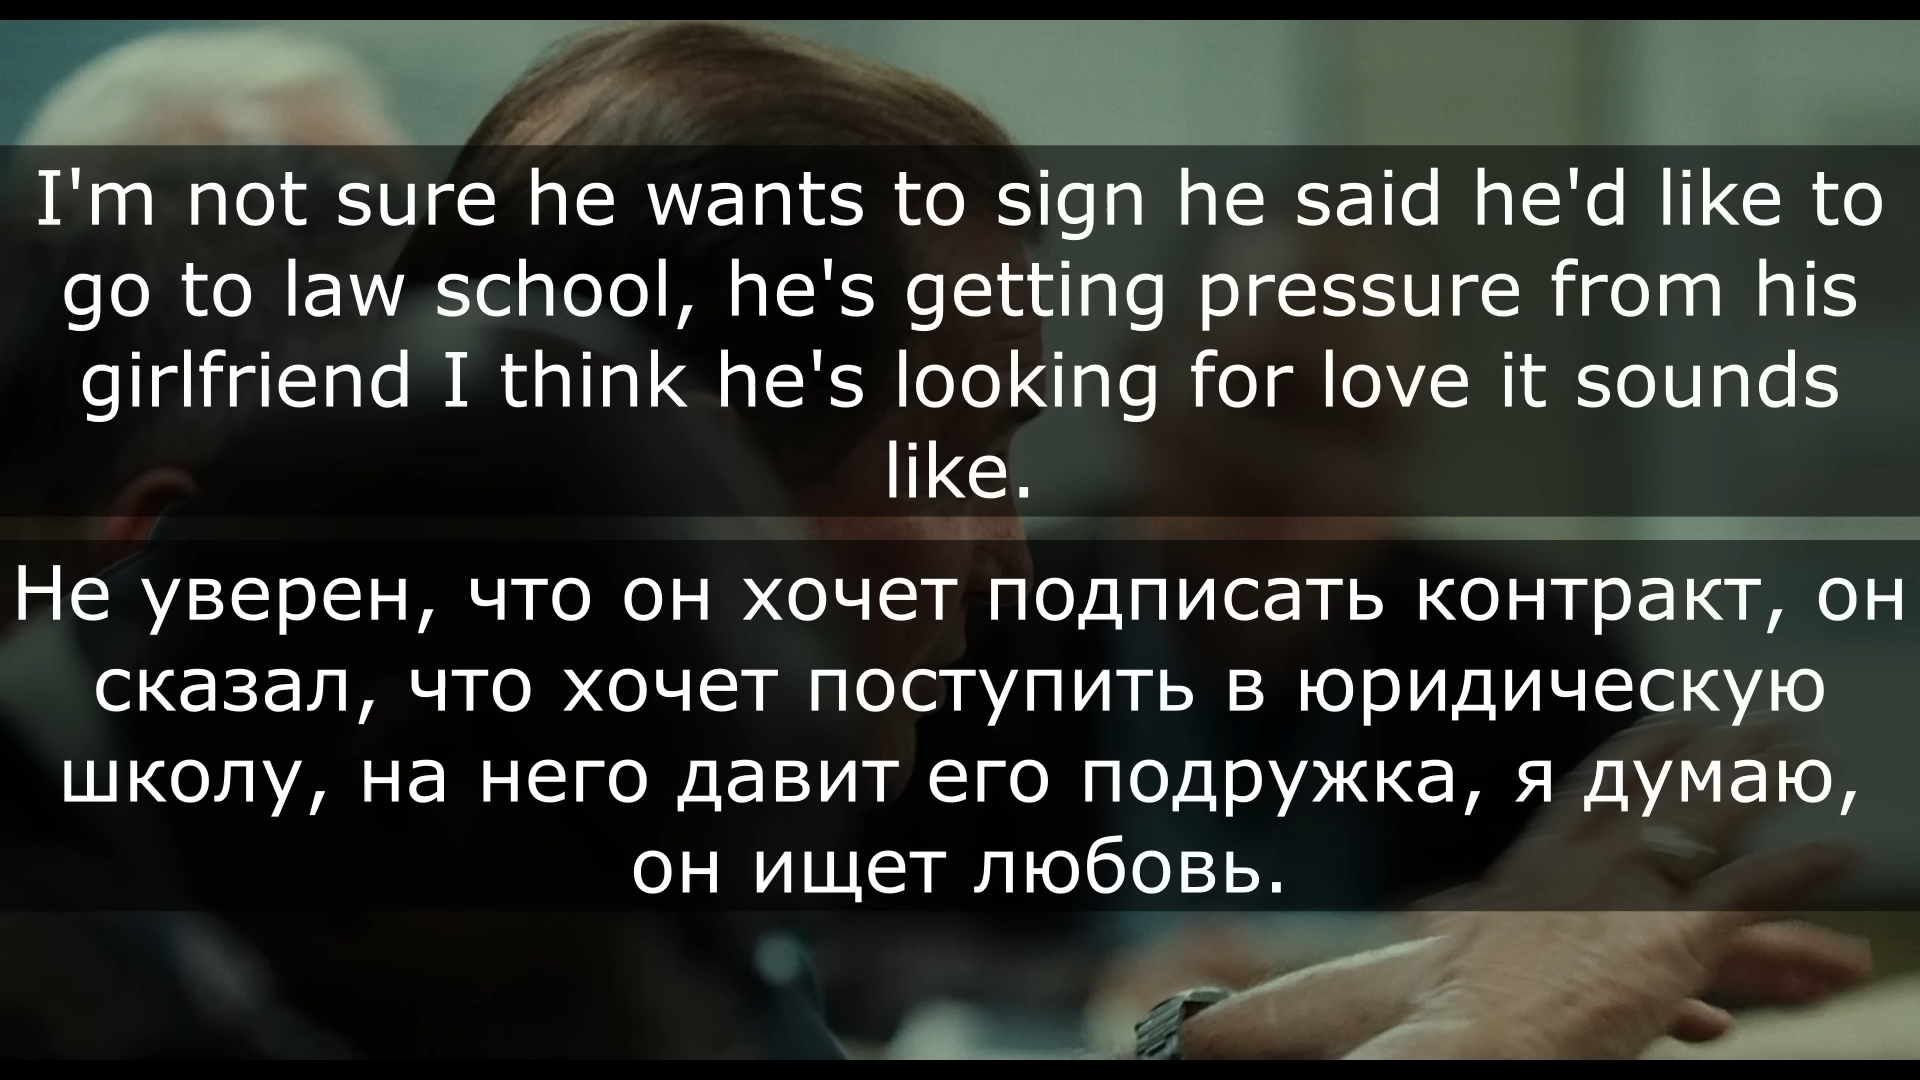 I'm not sure he wants to sign he said he'd like to
go to law school, he's getting pressure from his
girlfriend I think he's looking for love it sounds
like.
Не уверен, что он хочет подписать контракт, он
сказал, что хочет поступить в юридическую
школу, на него давит его подружка, я думаю,
он ищет любовь.